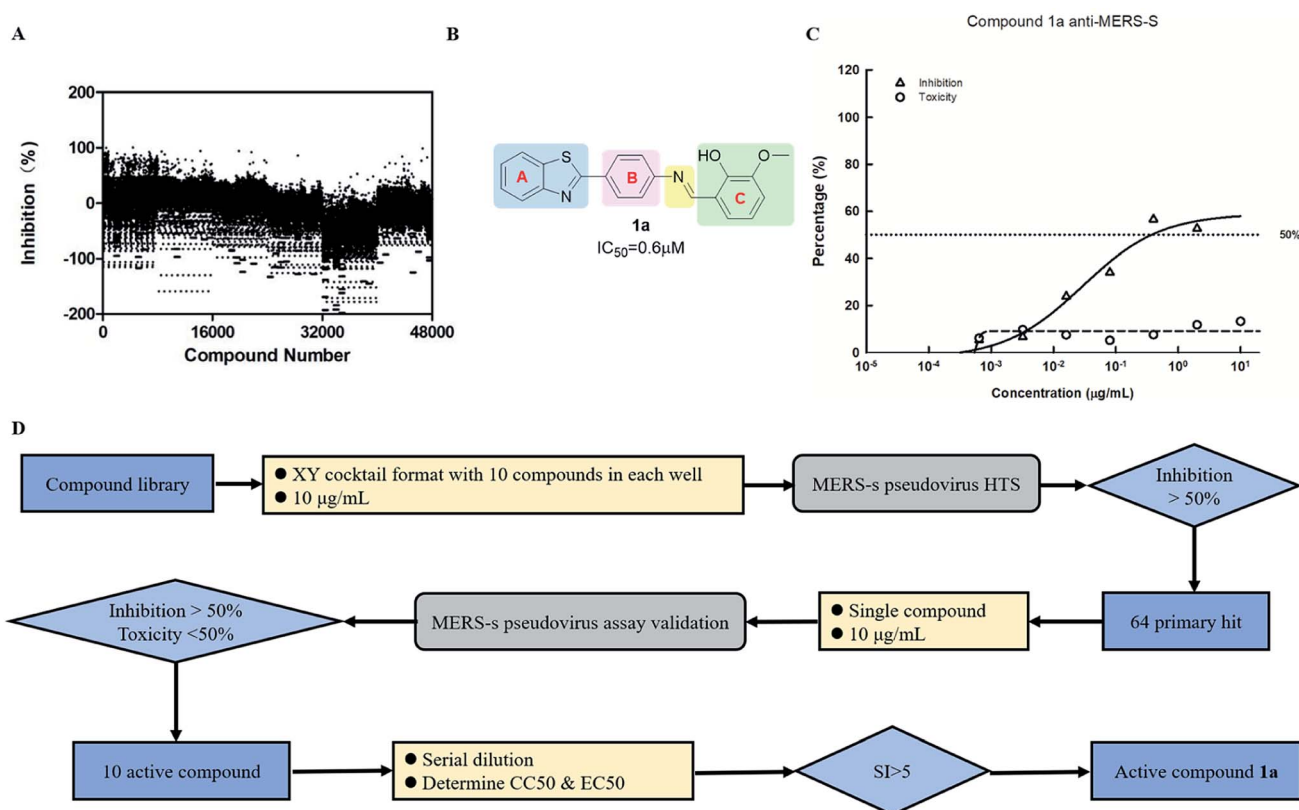 A
Inhibition (%)
200
100
0
-100
-200
0
16000
32000
48000
Compound Number
B
A
S
N
B
N
HO
O
C
1a
IC₅₀=0.6μM
C
Compound 1a anti-MERS-S
Percentage (%)
120
100
80
60
40
20
0
Inhibition
Toxicity
50%
10⁻⁵
10⁻⁴
10⁻³
10⁻²
10⁻¹
10⁰
10¹
Concentration (μg/mL)
D
Compound library
● XY cocktail format with 10 compounds in each well
● 10 μg/mL
MERS-s pseudovirus HTS
Inhibition
> 50%
64 primary hit
● Single compound
● 10 μg/mL
MERS-s pseudovirus assay validation
Inhibition > 50%
Toxicity <50%
10 active compound
● Serial dilution
● Determine CC50 & EC50
SI>5
Active compound 1a